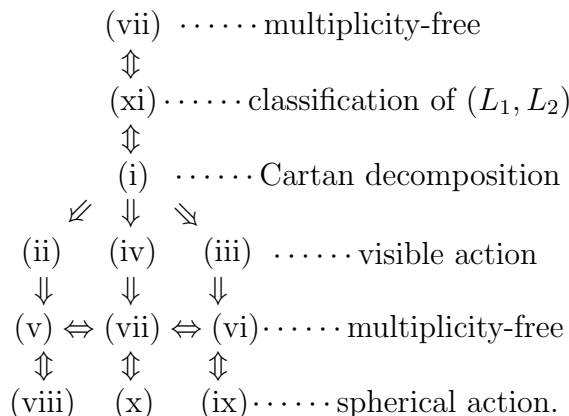 (vii) ⋯⋯ multiplicity-free
⇕
(xi) ⋯⋯ classification of (L₁, L₂)
⇕
(i) ⋯⋯ Cartan decomposition
⇙ ⇓ ⇘
(ii) (iv) (iii) ⋯⋯ visible action
⇓ ⇓ ⇓
(v) ⇔ (vii) ⇔ (vi) ⋯⋯ multiplicity-free
⇕ ⇕ ⇕
(viii) (x) (ix) ⋯⋯ spherical action.